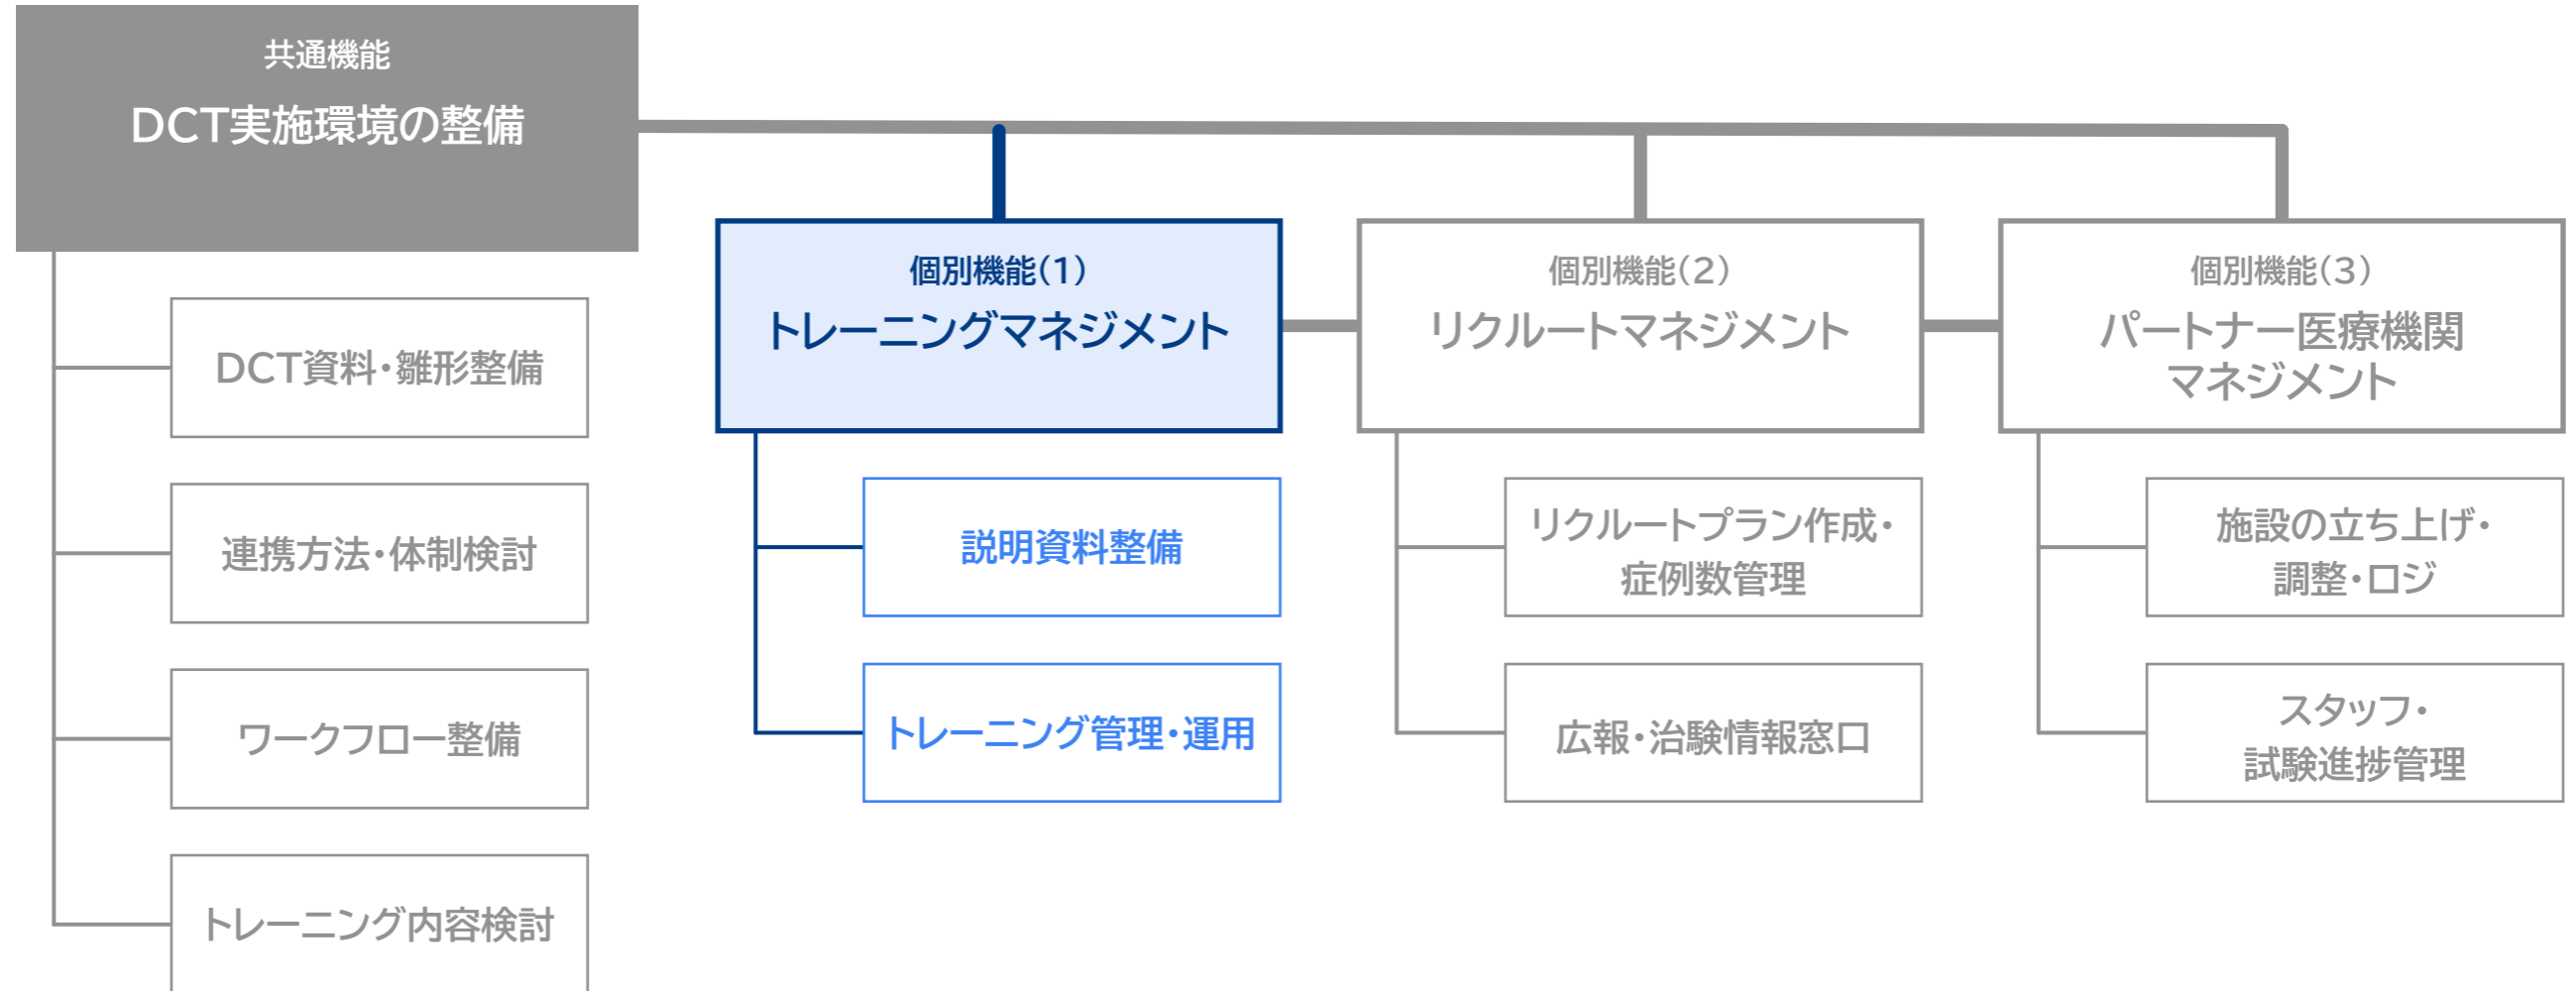 共通機能
DCT実施環境の整備
DCT資料・雛形整備
連携方法・体制検討
ワークフロー整備
トレーニング内容検討
個別機能(1)
トレーニングマネジメント
説明資料整備
トレーニング管理・運用
個別機能(2)
リクルートマネジメント
リクルートプラン作成・
症例数管理
広報・治験情報窓口
個別機能(3)
パートナー医療機関
マネジメント
施設の立ち上げ・
調整・ロジ
スタッフ・
試験進捗管理